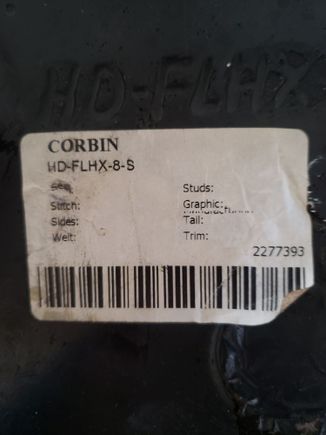 HD-FLHX
CORBIN
HD-FLHX-8-S
Studs:
Stitch: Graphic:
Sides: Tail:
Welt: Trim:
2277393